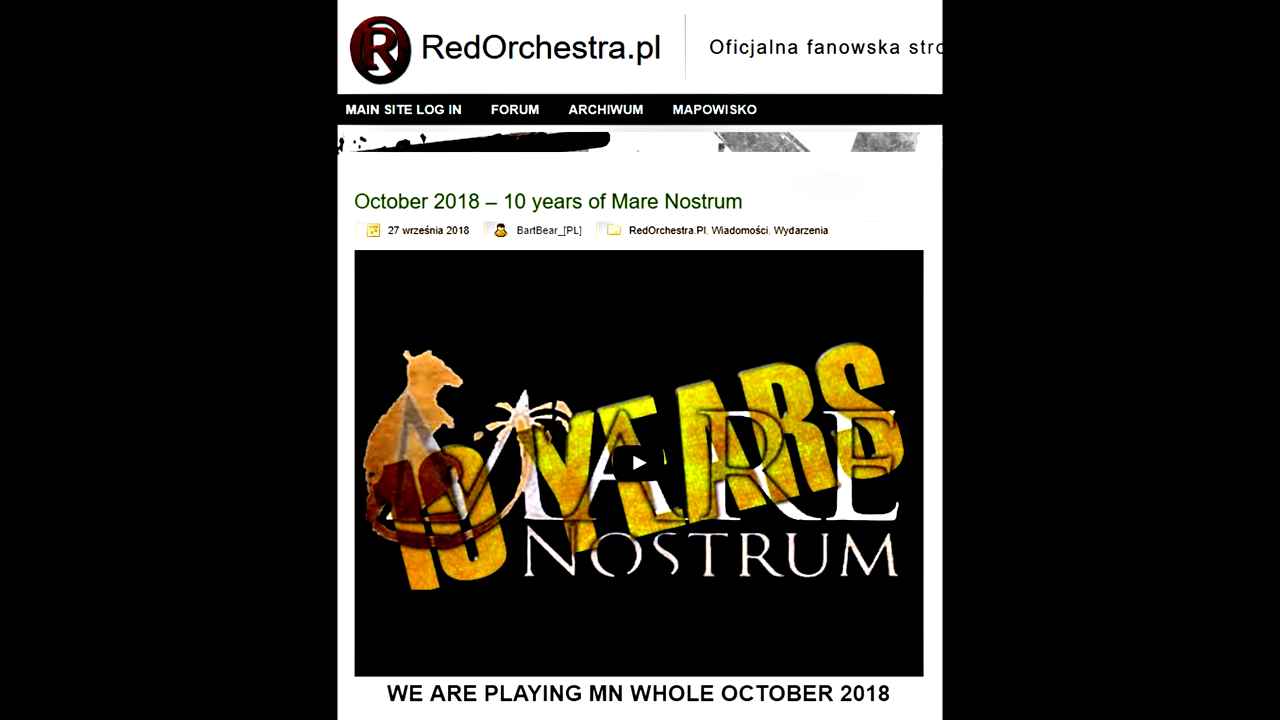 RedOrchestra.pl
Oficjalna fanowska stro
MAIN SITE LOG IN FORUM ARCHIWUM MAPOWISKO
October 2018 – 10 years of Mare Nostrum
27 września 2018 BartBear_[PL] RedOrchestra.Pl, Wiadomości, Wydarzenia
10 YEARS
MARE
NOSTRUM
WE ARE PLAYING MN WHOLE OCTOBER 2018